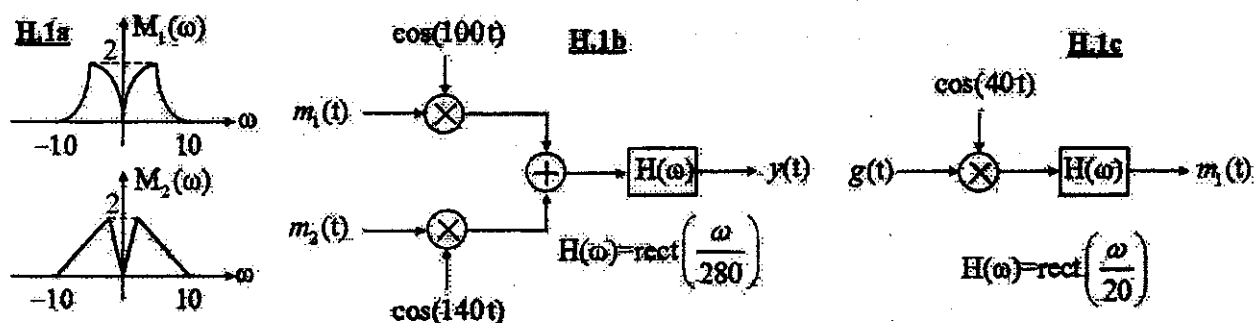 H.1a
M₁(ω)
2
ω
−10
10
M₂(ω)
2
ω
−10
10
H.1b
cos(100t)
m₁(t)
m₂(t)
cos(140t)
H(ω)
y(t)
H(ω)=rect(ω/280)
H.1c
cos(40t)
g(t)
H(ω)
m₁(t)
H(ω)=rect(ω/20)